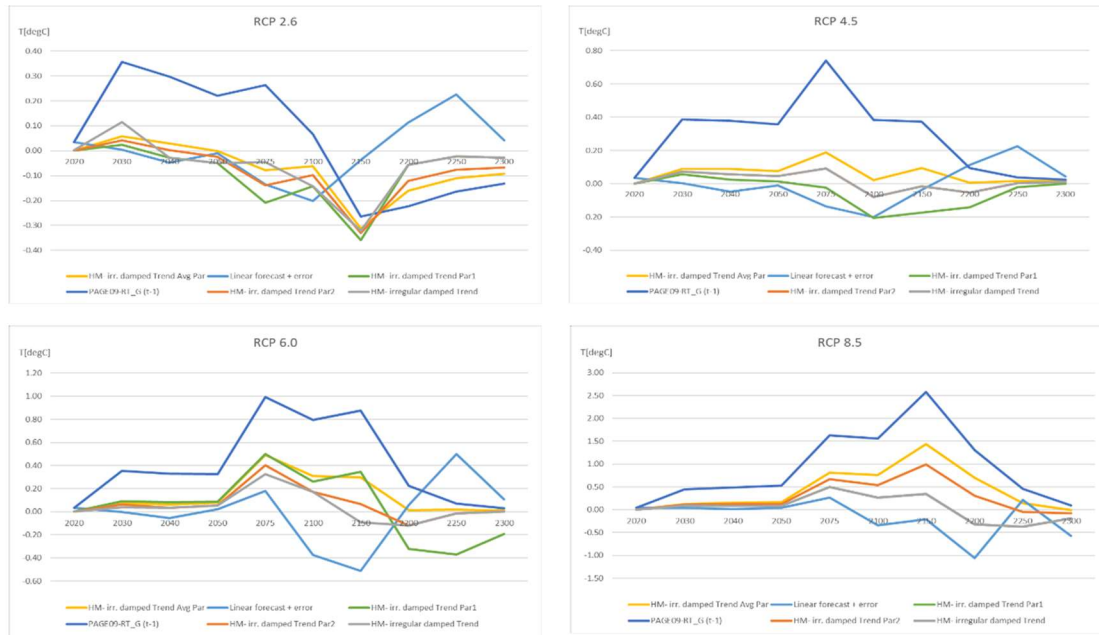 RCP 2.6
T[degC]
0.40
0.30
0.20
0.10
0.00
-0.10
-0.20
-0.30
-0.40
2020 2030 2040 2050 2075 2100 2150 2200 2250 2300
HM- irr. damped Trend Avg Par Linear forecast + error HM- irr. damped Trend Par1
PAGE09-RT_G (t-1) HM- irr. damped Trend Par2 HM- irregular damped Trend
RCP 4.5
T[degC]
0.80
0.60
0.40
0.20
0.00
0.20
-0.40
2020 2030 2040 2050 2075 2100 2150 2200 2250 2300
HM- irr. damped Trend Avg Par Linear forecast + error HM- irr. damped Trend Par1
PAGE09-RT_G (t-1) HM- irr. damped Trend Par2 HM- irregular damped Trend
RCP 6.0
T[degC]
1.20
1.00
0.80
0.60
0.40
0.20
0.00
-0.20
-0.40
-0.60
2020 2030 2040 2050 2075 2100 2150 2200 2250 2300
HM- irr. damped Trend Avg Par Linear forecast + error HM- irr. damped Trend Par1
PAGE09-RT_G (t-1) HM- irr. damped Trend Par2 HM- irregular damped Trend
RCP 8.5
T[degC]
3.00
2.50
2.00
1.50
1.00
0.50
0.00
-0.50
-1.00
-1.50
2020 2030 2040 2050 2075 2100 2150 2200 2250 2300
HM- irr. damped Trend Avg Par Linear forecast + error HM- irr. damped Trend Par1
PAGE09-RT_G (t-1) HM- irr. damped Trend Par2 HM- irregular damped Trend